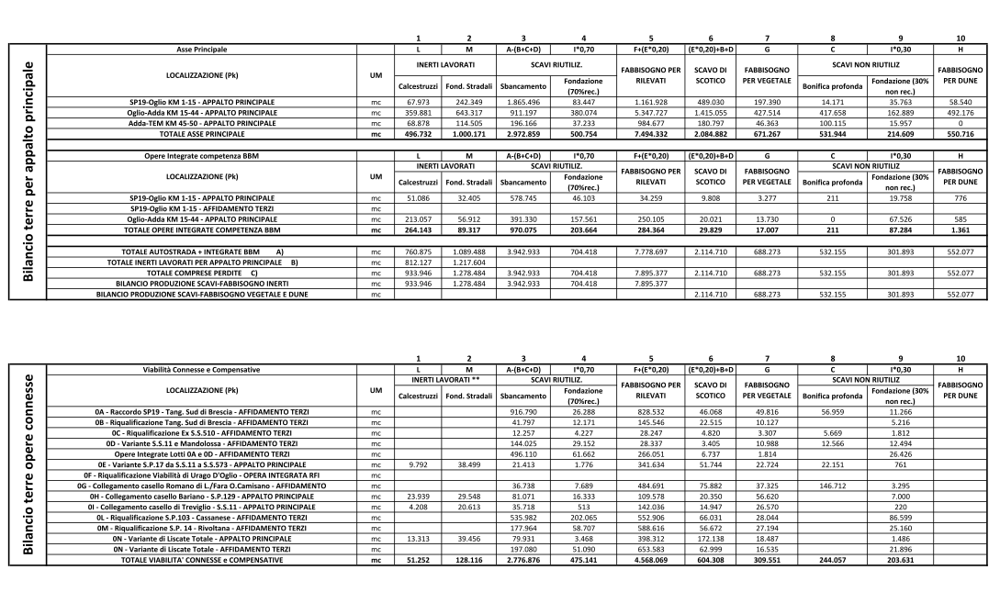 Bilancio terre per appalto principale
1 2 3 4 5 6 7 8 9 10
Asse Principale L M A-(B+C+D) I*0,70 F+(E*0,20) (E*0,20)+B+D G C I*0,30 H
LOCALIZZAZIONE (Pk) UM INERTI LAVORATI SCAVI RIUTILIZ. FABBISOGNO PER RILEVATI SCAVO DI SCOTICO FABBISOGNO PER VEGETALE SCAVI NON RIUTILIZ FABBISOGNO PER DUNE
Calcestruzzi Fond. Stradali Sbancamento Fondazione (70%rec.) Bonifica profonda Fondazione (30% non rec.)
SP19-Oglio KM 1-15 - APPALTO PRINCIPALE mc 67.973 242.349 1.865.496 83.447 1.161.928 489.030 197.390 14.171 35.763 58.540
Oglio-Adda KM 15-44 - APPALTO PRINCIPALE mc 359.881 643.317 911.197 380.074 5.347.727 1.415.055 427.514 417.658 162.889 492.176
Adda-TEM KM 45-50 - APPALTO PRINCIPALE mc 68.878 114.505 196.166 37.233 984.677 180.797 46.363 100.115 15.957 0
TOTALE ASSE PRINCIPALE mc 496.732 1.000.171 2.972.859 500.754 7.494.332 2.084.882 671.267 531.944 214.609 550.716
Opere Integrate competenza BBM L M A-(B+C+D) I*0,70 F+(E*0,20) (E*0,20)+B+D G C I*0,30 H
LOCALIZZAZIONE (Pk) UM INERTI LAVORATI SCAVI RIUTILIZ. FABBISOGNO PER RILEVATI SCAVO DI SCOTICO FABBISOGNO PER VEGETALE SCAVI NON RIUTILIZ FABBISOGNO PER DUNE
Calcestruzzi Fond. Stradali Sbancamento Fondazione (70%rec.) Bonifica profonda Fondazione (30% non rec.)
SP19-Oglio KM 1-15 - APPALTO PRINCIPALE mc 51.086 32.405 578.745 46.103 34.259 9.808 3.277 211 19.758 776
SP19-Oglio KM 1-15 - AFFIDAMENTO TERZI mc
Oglio-Adda KM 15-44 - APPALTO PRINCIPALE mc 213.057 56.912 391.330 157.561 250.105 20.021 13.730 0 67.526 585
TOTALE OPERE INTEGRATE COMPETENZA BBM mc 264.143 89.317 970.075 203.664 284.364 29.829 17.007 211 87.284 1.361
TOTALE AUTOSTRADA + INTEGRATE BBM A) mc 760.875 1.089.488 3.942.933 704.418 7.778.697 2.114.710 688.273 532.155 301.893 552.077
TOTALE INERTI LAVORATI PER APPALTO PRINCIPALE B) mc 812.127 1.217.604
TOTALE COMPRESE PERDITE C) mc 933.946 1.278.484 3.942.933 704.418 7.895.377 2.114.710 688.273 532.155 301.893 552.077
BILANCIO PRODUZIONE SCAVI-FABBISOGNO INERTI mc 933.946 1.278.484 3.942.933 704.418 7.895.377
BILANCIO PRODUZIONE SCAVI-FABBISOGNO VEGETALE E DUNE mc 2.114.710 688.273 532.155 301.893 552.077
Bilancio terre opere connesse
1 2 3 4 5 6 7 8 9 10
Viabilità Connesse e Compensative L M A-(B+C+D) I*0,70 F+(E*0,20) (E*0,20)+B+D G C I*0,30 H
LOCALIZZAZIONE (Pk) UM INERTI LAVORATI ** SCAVI RIUTILIZ. FABBISOGNO PER RILEVATI SCAVO DI SCOTICO FABBISOGNO PER VEGETALE SCAVI NON RIUTILIZ FABBISOGNO PER DUNE
Calcestruzzi Fond. Stradali Sbancamento Fondazione (70%rec.) Bonifica profonda Fondazione (30% non rec.)
0A - Raccordo SP19 - Tang. Sud di Brescia - AFFIDAMENTO TERZI mc 916.790 26.288 828.532 46.068 49.816 56.959 11.266
0B - Riqualificazione Tang. Sud di Brescia - AFFIDAMENTO TERZI mc 41.797 12.171 145.546 22.515 10.127 5.216
0C - Riqualificazione Ex S.S.510 - AFFIDAMENTO TERZI mc 12.257 4.227 28.247 4.820 3.307 5.669 1.812
0D - Variante S.S.11 e Mandolossa - AFFIDAMENTO TERZI mc 144.025 29.152 28.337 3.405 10.988 12.566 12.494
Opere Integrate Lotti 0A e 0D - AFFIDAMENTO TERZI mc 496.110 61.662 266.051 6.737 1.814 26.426
0E - Variante S.P.17 da S.S.11 a S.S.573 - APPALTO PRINCIPALE mc 9.792 38.499 21.413 1.776 341.634 51.744 22.724 22.151 761
0F - Riqualificazione Viabilità di Urago D'Oglio - OPERA INTEGRATA RFI mc
0G - Collegamento casello Romano di L./Fara O.Camisano - AFFIDAMENTO mc 36.738 7.689 484.691 75.882 37.325 146.712 3.295
0H - Collegamento casello Bariano - S.P.129 - APPALTO PRINCIPALE mc 23.939 29.548 81.071 16.333 109.578 20.350 56.620 7.000
0I - Collegamento casello di Treviglio - S.S.11 - APPALTO PRINCIPALE mc 4.208 20.613 35.718 513 142.036 14.947 26.570 220
0L - Riqualificazione S.P.103 - Cassanese - AFFIDAMENTO TERZI mc 535.982 202.065 552.906 66.031 28.044 86.599
0M - Riqualificazione S.P. 14 - Rivoltana - AFFIDAMENTO TERZI mc 177.964 58.707 588.616 56.672 27.194 25.160
0N - Variante di Liscate Totale - APPALTO PRINCIPALE mc 13.313 39.456 79.931 3.468 398.312 172.138 18.487 1.486
0N - Variante di Liscate Totale - AFFIDAMENTO TERZI mc 197.080 51.090 653.583 62.999 16.535 21.896
TOTALE VIABILITA' CONNESSE e COMPENSATIVE mc 51.252 128.116 2.776.876 475.141 4.568.069 604.308 309.551 244.057 203.631